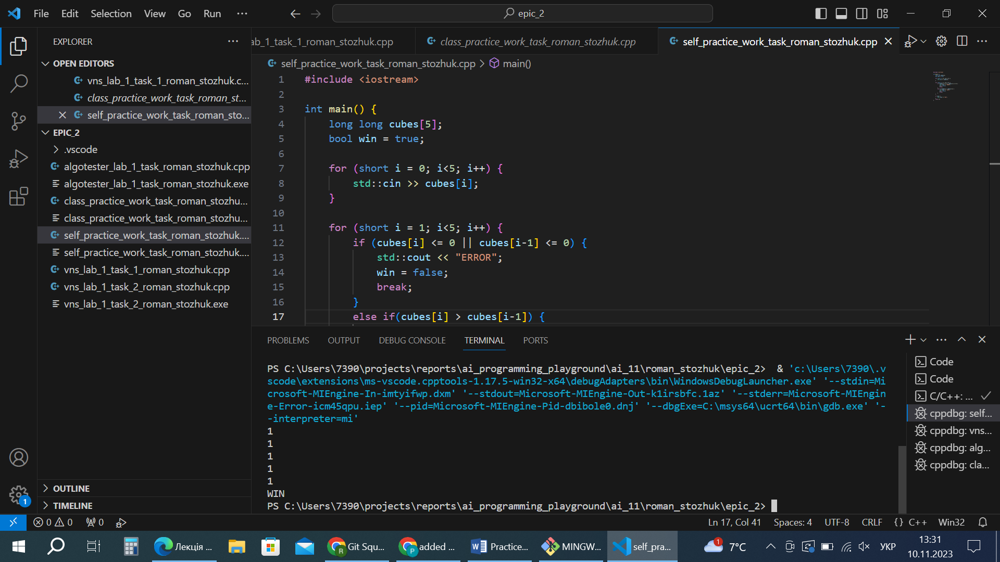 File Edit Selection View Go Run ···
epic_2
EXPLORER
OPEN EDITORS
vns_lab_1_task_1_roman_stozhuk.c...
class_practice_work_task_roman_st...
self_practice_work_task_roman_sto...
EPIC_2
.vscode
algotester_lab_1_task_roman_stozhuk.cpp
algotester_lab_1_task_roman_stozhuk.exe
class_practice_work_task_roman_stozhu...
class_practice_work_task_roman_stozhu...
self_practice_work_task_roman_stozhuk....
self_practice_work_task_roman_stozhuk....
vns_lab_1_task_1_roman_stozhuk.cpp
vns_lab_1_task_2_roman_stozhuk.cpp
vns_lab_1_task_2_roman_stozhuk.exe
OUTLINE
TIMELINE
ab_1_task_1_roman_stozhuk.cpp class_practice_work_task_roman_stozhuk.cpp self_practice_work_task_roman_stozhuk.cpp
self_practice_work_task_roman_stozhuk.cpp > main()
1 #include <iostream>
2
3 int main() {
4 long long cubes[5];
5 bool win = true;
6
7 for (short i = 0; i<5; i++) {
8 std::cin >> cubes[i];
9 }
10
11 for (short i = 1; i<5; i++) {
12 if (cubes[i] <= 0 || cubes[i-1] <= 0) {
13 std::cout << "ERROR";
14 win = false;
15 break;
16 }
17 else if(cubes[i] > cubes[i-1]) {
PROBLEMS OUTPUT DEBUG CONSOLE TERMINAL PORTS
PS C:\Users\7390\projects\reports\ai_programming_playground\ai_11\roman_stozhuk\epic_2> & 'c:\Users\7390\.v
scode\extensions\ms-vscode.cpptools-1.17.5-win32-x64\debugAdapters\bin\WindowsDebugLauncher.exe' '--stdin=Mi
crosoft-MIEngine-In-imtyifwp.dxm' '--stdout=Microsoft-MIEngine-Out-k1irsbfc.1az' '--stderr=Microsoft-MIEngin
e-Error-icm45qpu.iep' '--pid=Microsoft-MIEngine-Pid-dbibole0.dnj' '--dbgExe=C:\msys64\ucrt64\bin\gdb.exe' '-
-interpreter=mi'
1
1
1
1
1
WIN
PS C:\Users\7390\projects\reports\ai_programming_playground\ai_11\roman_stozhuk\epic_2>
Code
Code
C/C++: ...
cppdbg: self...
cppdbg: vns...
cppdbg: alg...
cppdbg: cla...
1
0 0 0
Ln 17, Col 41 Spaces: 4 UTF-8 CRLF {} C++ Win32
Лекція ... Git Squ... added ... Practice... MINGW... self_pra... 1 7°C УКР
13:31
10.11.2023